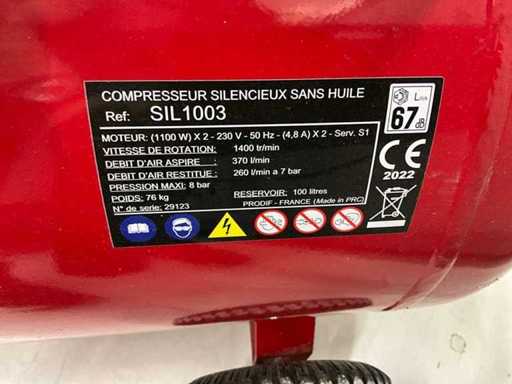 COMPRESSEUR SILENCIEUX SANS HUILE
Ref: SIL1003
MOTEUR: (1100 W) X 2 - 230 V - 50 Hz - (4,8 A) X 2 - Serv. S1
VITESSE DE ROTATION: 1400 tr/min
DEBIT D'AIR ASPIRE: 370 l/min
DEBIT D'AIR RESTITUE: 260 l/min a 7 bar
PRESSION MAXI: 8 bar
POIDS: 76 kg
RESERVOIR: 100 litres
N° de serie: 29123
PRODIF - FRANCE (Made in PRC)
67
dB
CE
2022